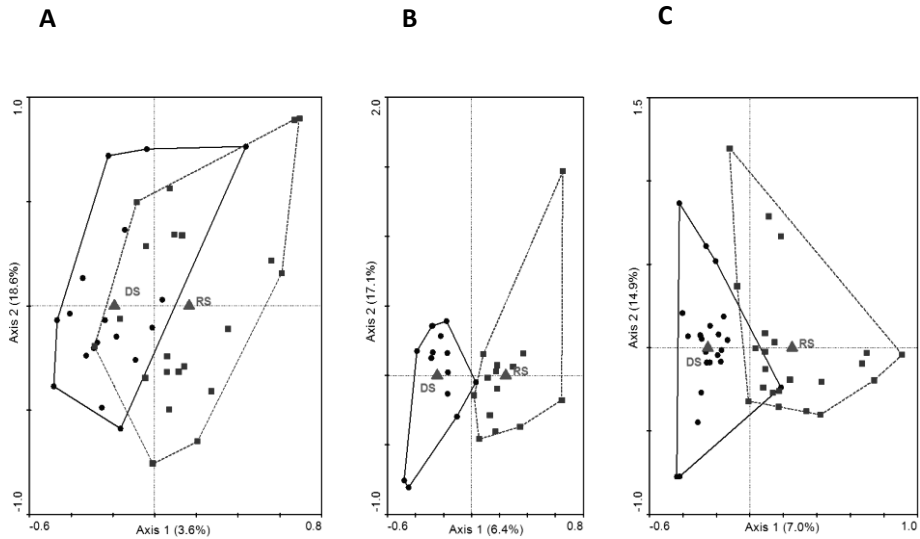 A
B
C
1.0
Axis 2 (18.6%)
DS
RS
-1.0
-0.6
Axis 1 (3.6%)
0.8
2.0
Axis 2 (17.1%)
DS
RS
-1.0
-0.6
Axis 1 (6.4%)
0.8
1.5
Axis 2 (14.9%)
DS
RS
-1.0
-0.6
Axis 1 (7.0%)
1.0